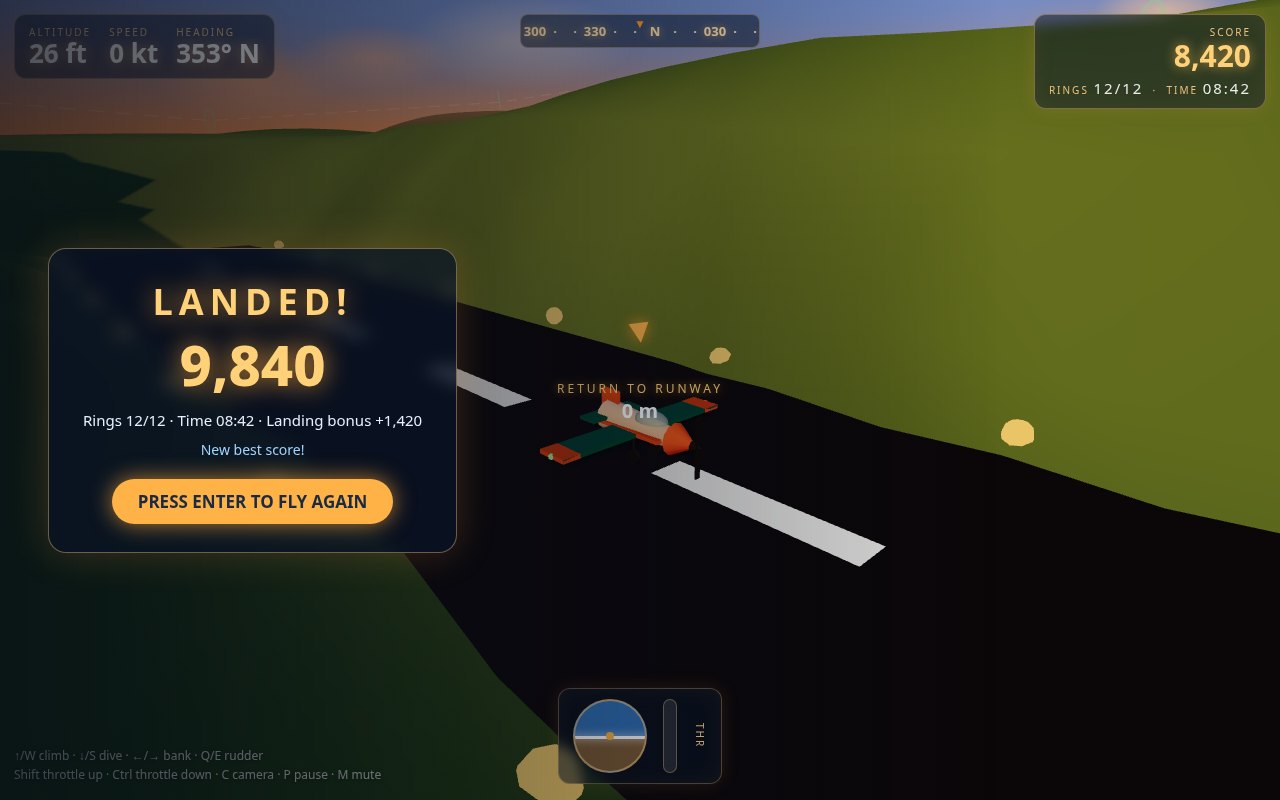 ALTITUDE SPEED HEADING
26 ft 0 kt 353° N
300 · · 330 · · N · · 030 · ·
SCORE
8,420
RINGS 12/12 · TIME 08:42
LANDED!
9,840
Rings 12/12 · Time 08:42 · Landing bonus +1,420
New best score!
PRESS ENTER TO FLY AGAIN
RETURN TO RUNWAY
0 m
THR
↑/W climb · ↓/S dive · ←/→ bank · Q/E rudder
Shift throttle up · Ctrl throttle down · C camera · P pause · M mute